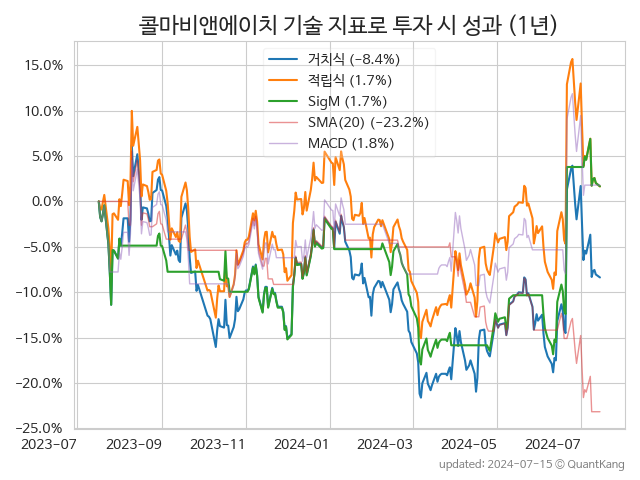 콜마비앤에이치 기술 지표로 투자 시 성과 (1년)
거치식 (−8.4%)
적립식 (1.7%)
SigM (1.7%)
SMA(20) (−23.2%)
MACD (1.8%)
15.0%
10.0%
5.0%
0.0%
−5.0%
−10.0%
−15.0%
−20.0%
−25.0%
2023-07 2023-09 2023-11 2024-01 2024-03 2024-05 2024-07
updated: 2024-07-15 © QuantKang